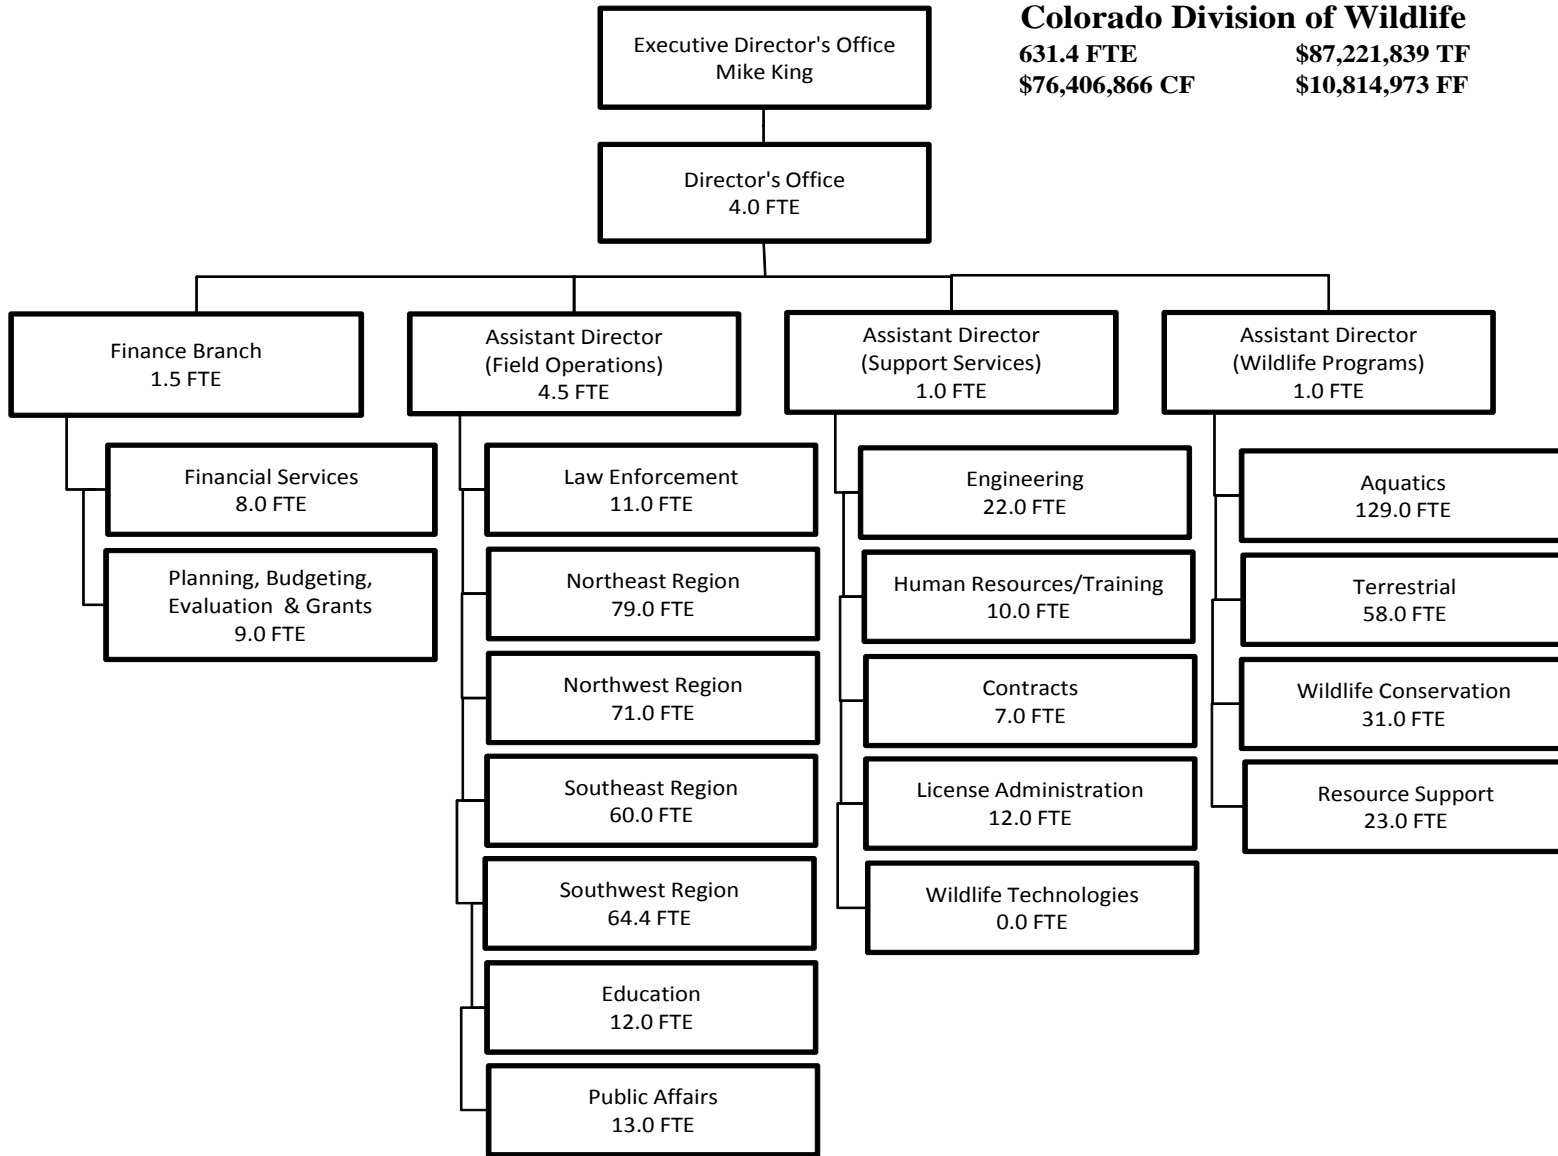 Colorado Division of Wildlife
631.4 FTE $87,221,839 TF
$76,406,866 CF $10,814,973 FF
Executive Director's Office
Mike King
Director's Office
4.0 FTE
Finance Branch
1.5 FTE
Financial Services
8.0 FTE
Planning, Budgeting,
Evaluation & Grants
9.0 FTE
Assistant Director
(Field Operations)
4.5 FTE
Law Enforcement
11.0 FTE
Northeast Region
79.0 FTE
Northwest Region
71.0 FTE
Southeast Region
60.0 FTE
Southwest Region
64.4 FTE
Education
12.0 FTE
Public Affairs
13.0 FTE
Assistant Director
(Support Services)
1.0 FTE
Engineering
22.0 FTE
Human Resources/Training
10.0 FTE
Contracts
7.0 FTE
License Administration
12.0 FTE
Wildlife Technologies
0.0 FTE
Assistant Director
(Wildlife Programs)
1.0 FTE
Aquatics
129.0 FTE
Terrestrial
58.0 FTE
Wildlife Conservation
31.0 FTE
Resource Support
23.0 FTE